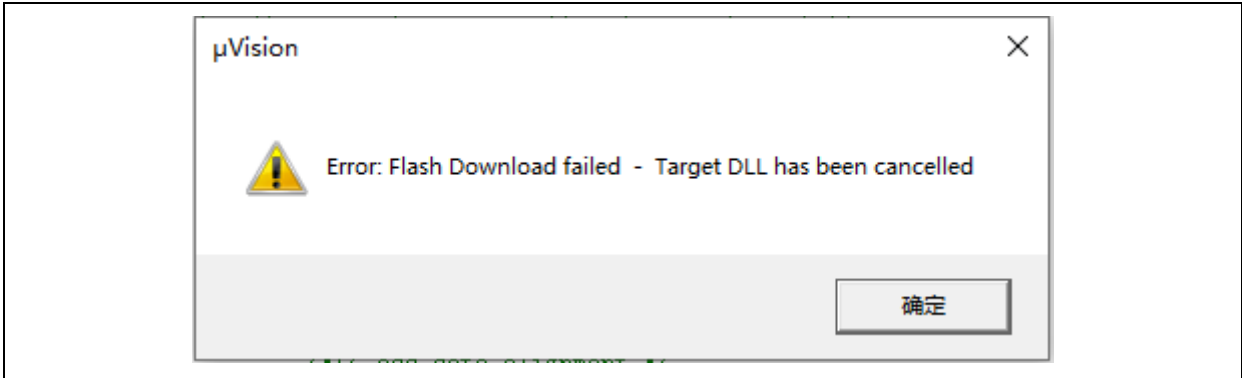 µVision
Error: Flash Download failed - Target DLL has been cancelled
确定